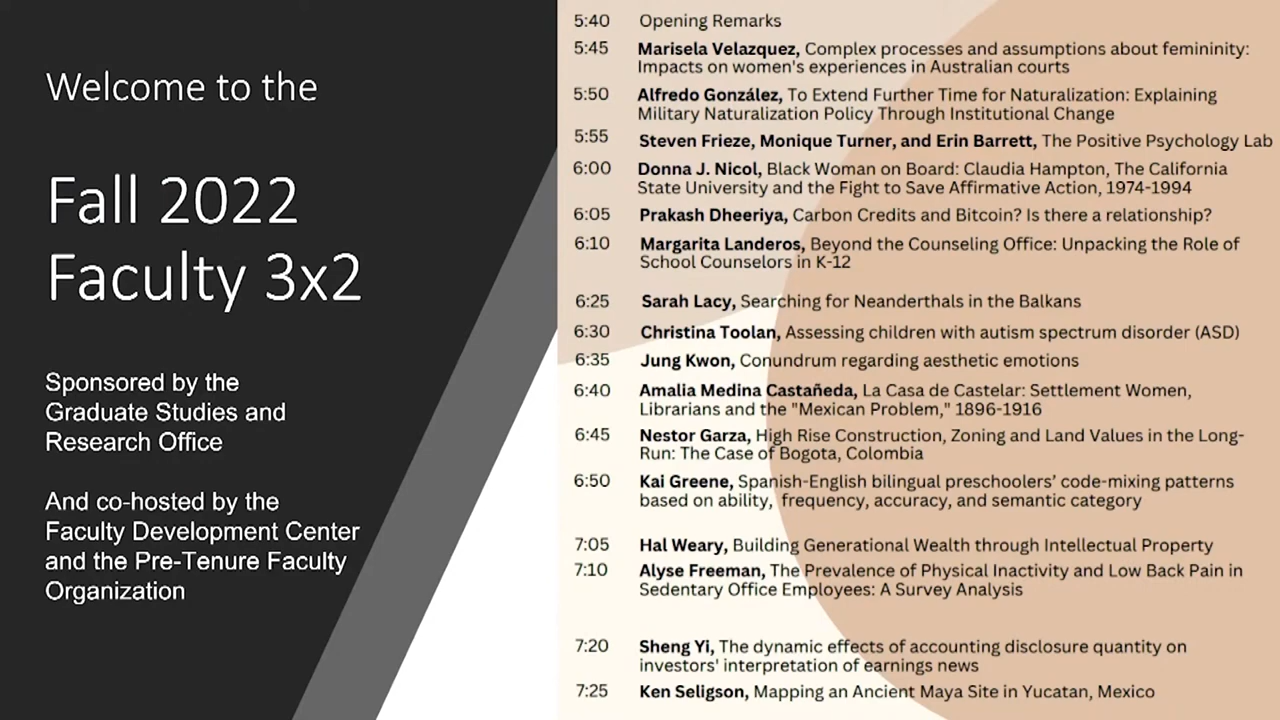 Welcome to the
Fall 2022
Faculty 3x2
Sponsored by the
Graduate Studies and
Research Office
And co-hosted by the
Faculty Development Center
and the Pre-Tenure Faculty
Organization
5:40 Opening Remarks
5:45 Marisela Velazquez, Complex processes and assumptions about femininity:
Impacts on women's experiences in Australian courts
5:50 Alfredo González, To Extend Further Time for Naturalization: Explaining
Military Naturalization Policy Through Institutional Change
5:55 Steven Frieze, Monique Turner, and Erin Barrett, The Positive Psychology Lab
6:00 Donna J. Nicol, Black Woman on Board: Claudia Hampton, The California
State University and the Fight to Save Affirmative Action, 1974-1994
6:05 Prakash Dheeriya, Carbon Credits and Bitcoin? Is there a relationship?
6:10 Margarita Landeros, Beyond the Counseling Office: Unpacking the Role of
School Counselors in K-12
6:25 Sarah Lacy, Searching for Neanderthals in the Balkans
6:30 Christina Toolan, Assessing children with autism spectrum disorder (ASD)
6:35 Jung Kwon, Conundrum regarding aesthetic emotions
6:40 Amalia Medina Castañeda, La Casa de Castelar: Settlement Women,
Librarians and the "Mexican Problem," 1896-1916
6:45 Nestor Garza, High Rise Construction, Zoning and Land Values in the Long-
Run: The Case of Bogota, Colombia
6:50 Kai Greene, Spanish-English bilingual preschoolers’ code-mixing patterns
based on ability, frequency, accuracy, and semantic category
7:05 Hal Weary, Building Generational Wealth through Intellectual Property
7:10 Alyse Freeman, The Prevalence of Physical Inactivity and Low Back Pain in
Sedentary Office Employees: A Survey Analysis
7:20 Sheng Yi, The dynamic effects of accounting disclosure quantity on
investors' interpretation of earnings news
7:25 Ken Seligson, Mapping an Ancient Maya Site in Yucatan, Mexico